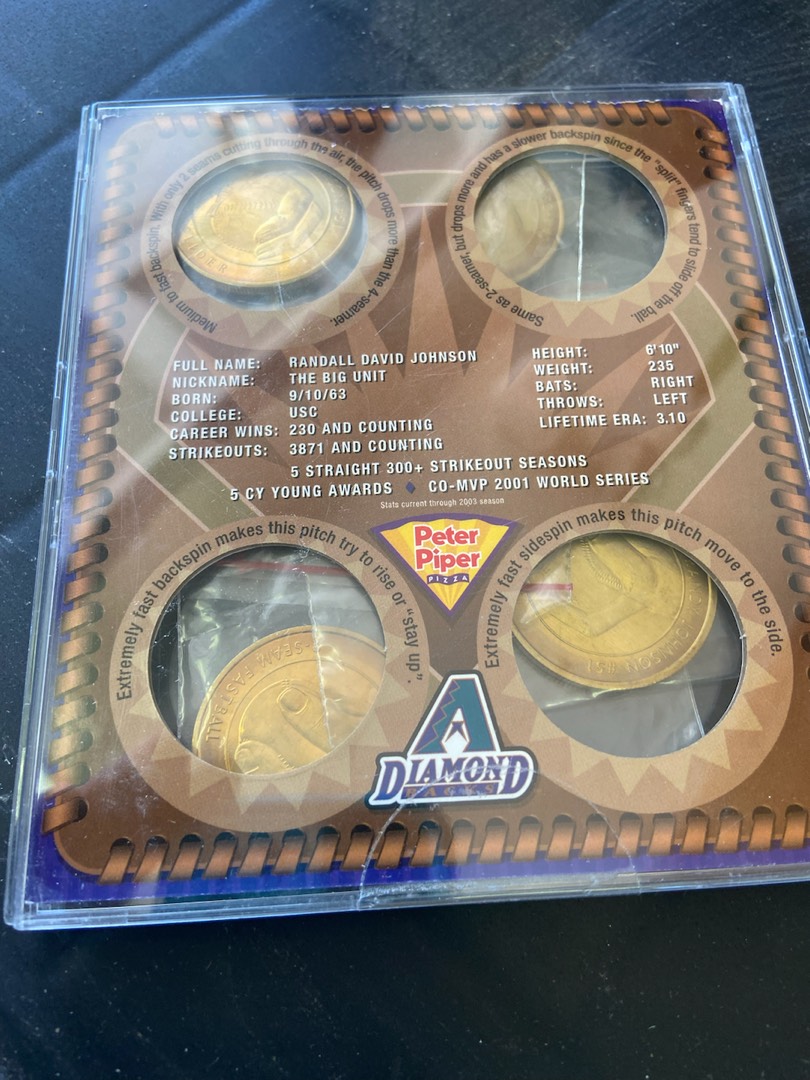 Medium to fast backspin. With only 2 seams cutting through the air, the pitch drops more than the 4-seamer.
Same as 2-seamer, but drops more and has a slower backspin since the "split" fingers tend to slide off the ball.
FULL NAME: RANDALL DAVID JOHNSON
NICKNAME: THE BIG UNIT
BORN: 9/10/63
COLLEGE: USC
CAREER WINS: 230 AND COUNTING
STRIKEOUTS: 3871 AND COUNTING
HEIGHT: 6'10"
WEIGHT: 235
BATS: RIGHT
THROWS: LEFT
LIFETIME ERA: 3.10
5 STRAIGHT 300+ STRIKEOUT SEASONS
5 CY YOUNG AWARDS ♦ CO-MVP 2001 WORLD SERIES
Stats current through 2003 season
Peter
Piper
PIZZA
Extremely fast backspin makes this pitch try to rise or "stay up".
Extremely fast sidespin makes this pitch move to the side.
SEAM FASTBALL
NSON #51
A
DIAMOND
BACKS